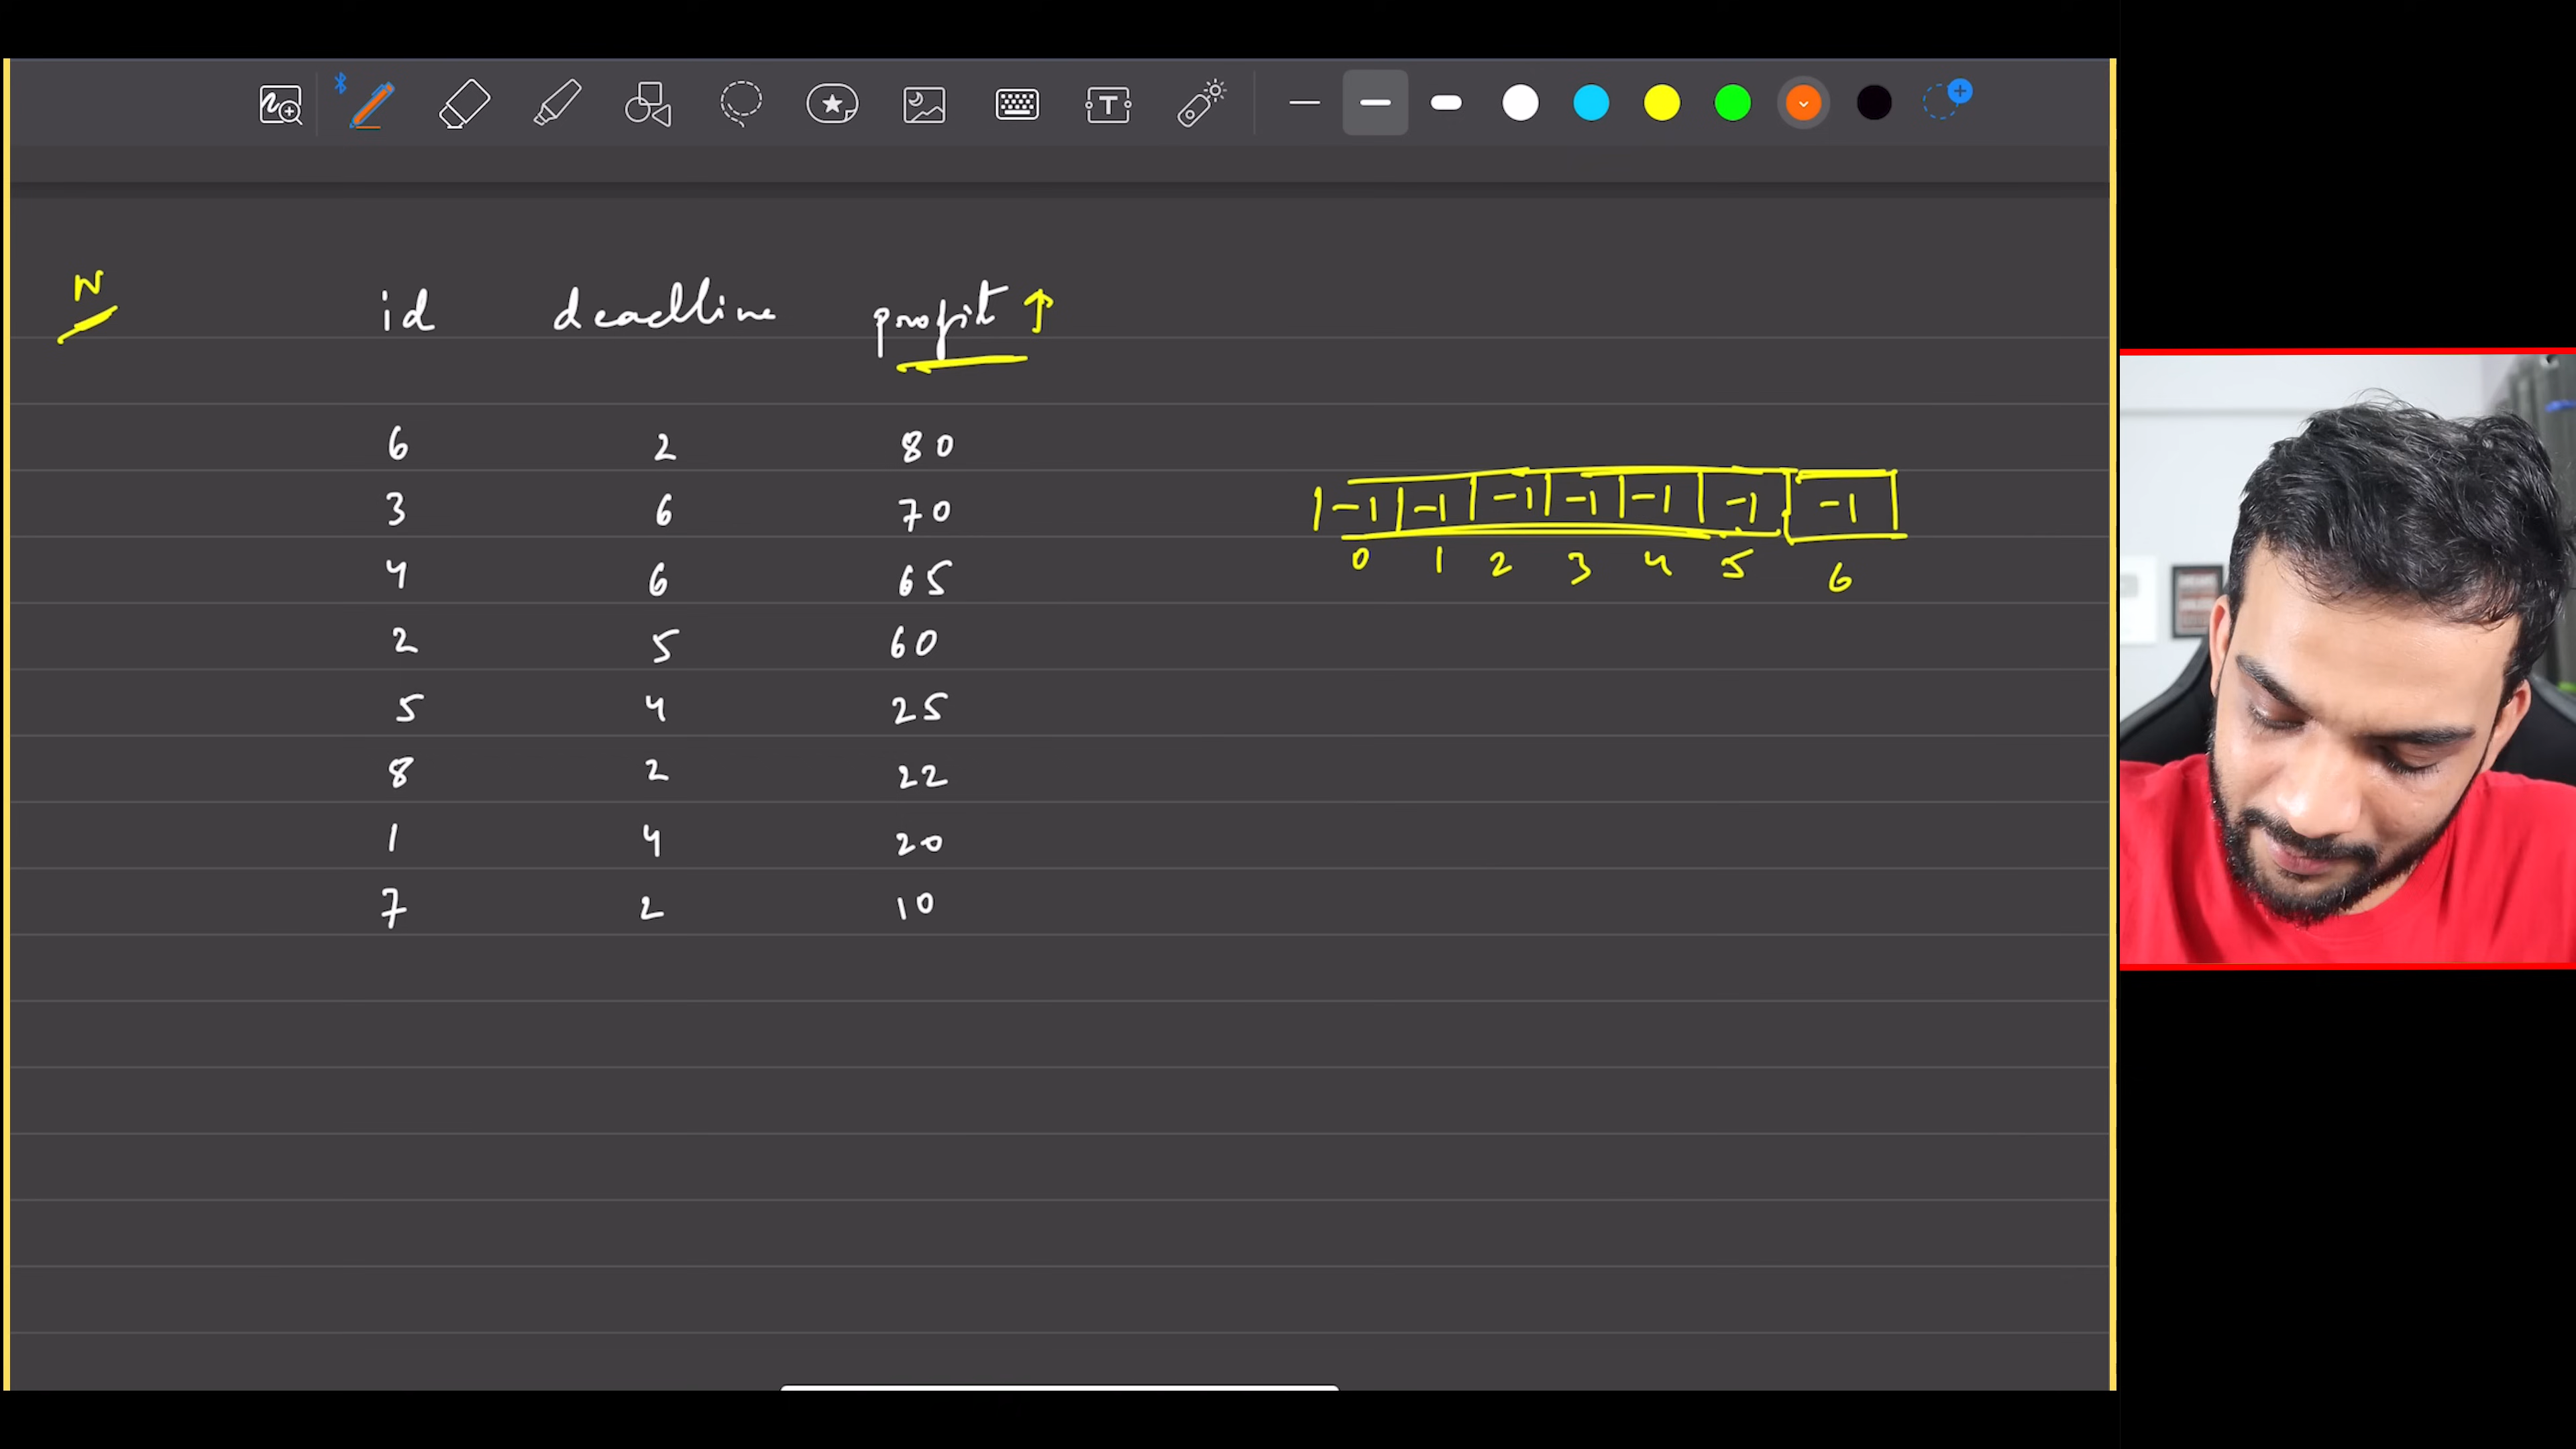 N
id deadline profit ↑
6 2 80
3 6 70
4 6 65
2 5 60
5 4 25
8 2 22
1 4 20
7 2 10
-1 -1 -1 -1 -1 -1 -1
0 1 2 3 4 5 6
T